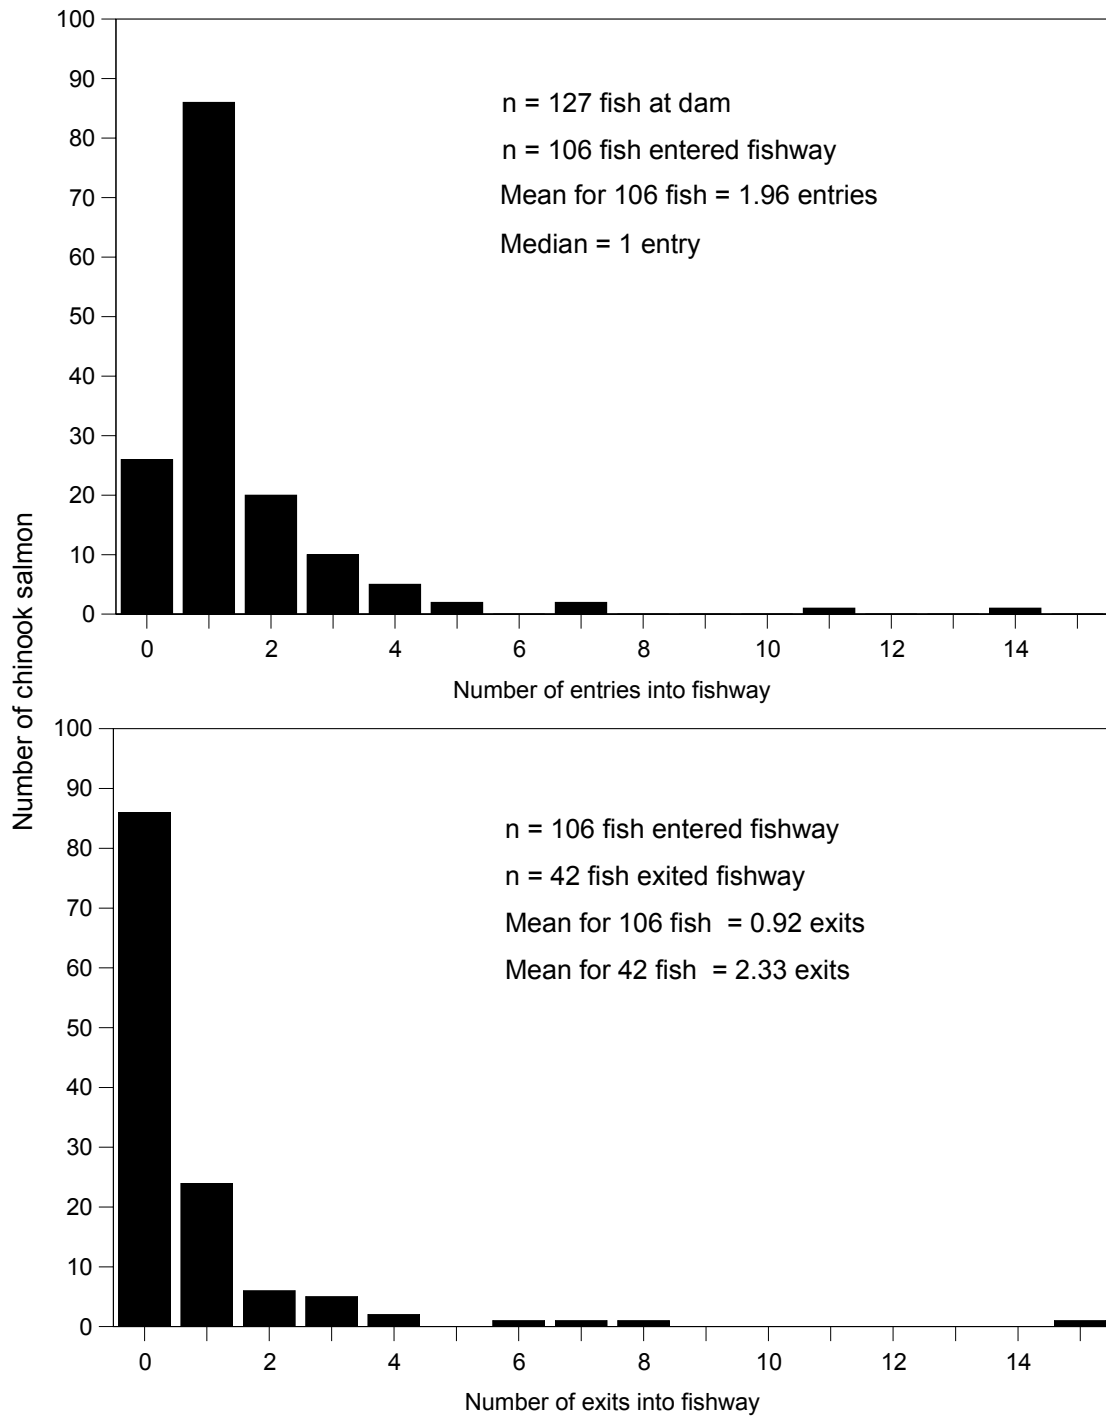 100
90
80
70
60
50
40
30
20
10
0
n = 127 fish at dam
n = 106 fish entered fishway
Mean for 106 fish = 1.96 entries
Median = 1 entry
0 2 4 6 8 10 12 14
Number of entries into fishway
Number of chinook salmon
100
90
80
70
60
50
40
30
20
10
0
n = 106 fish entered fishway
n = 42 fish exited fishway
Mean for 106 fish  = 0.92 exits
Mean for 42 fish  = 2.33 exits
0 2 4 6 8 10 12 14
Number of exits into fishway